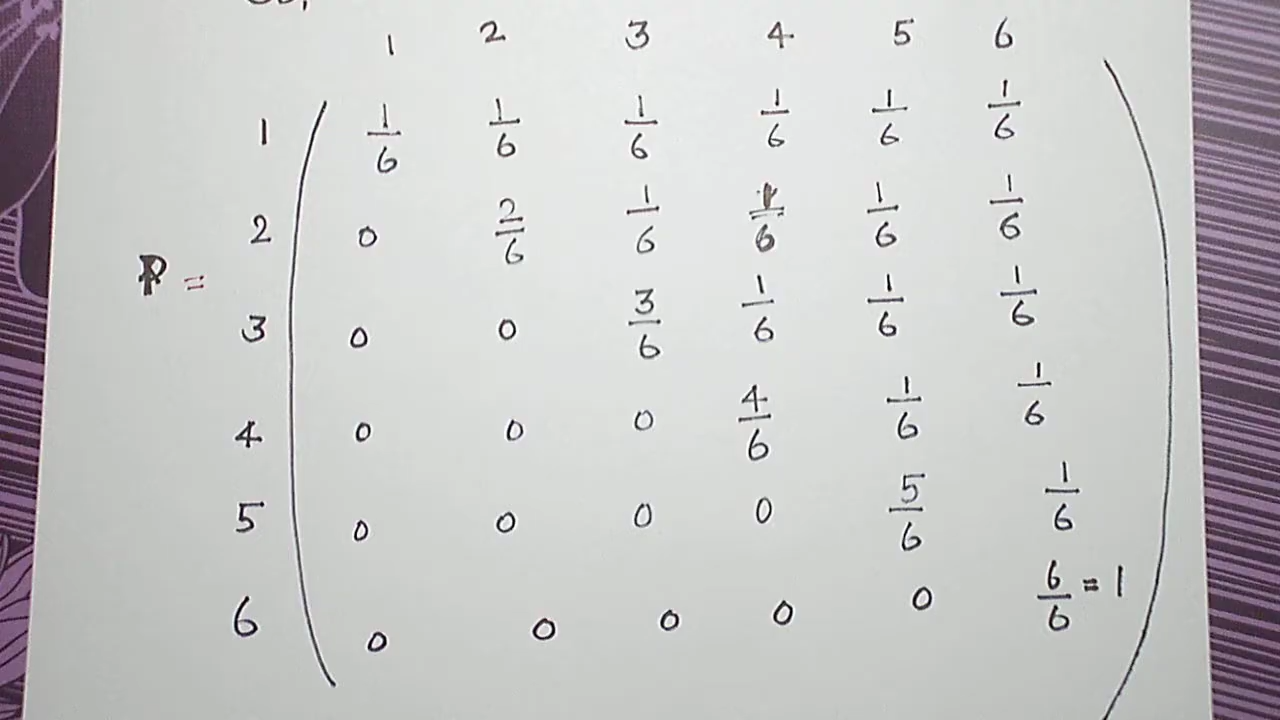 1 2 3 4 5 6
1 1/6 1/6 1/6 1/6 1/6 1/6
2 0 2/6 1/6 1/6 1/6 1/6
P = 3 0 0 3/6 1/6 1/6 1/6
4 0 0 0 4/6 1/6 1/6
5 0 0 0 0 5/6 1/6
6 0 0 0 0 0 6/6 = 1